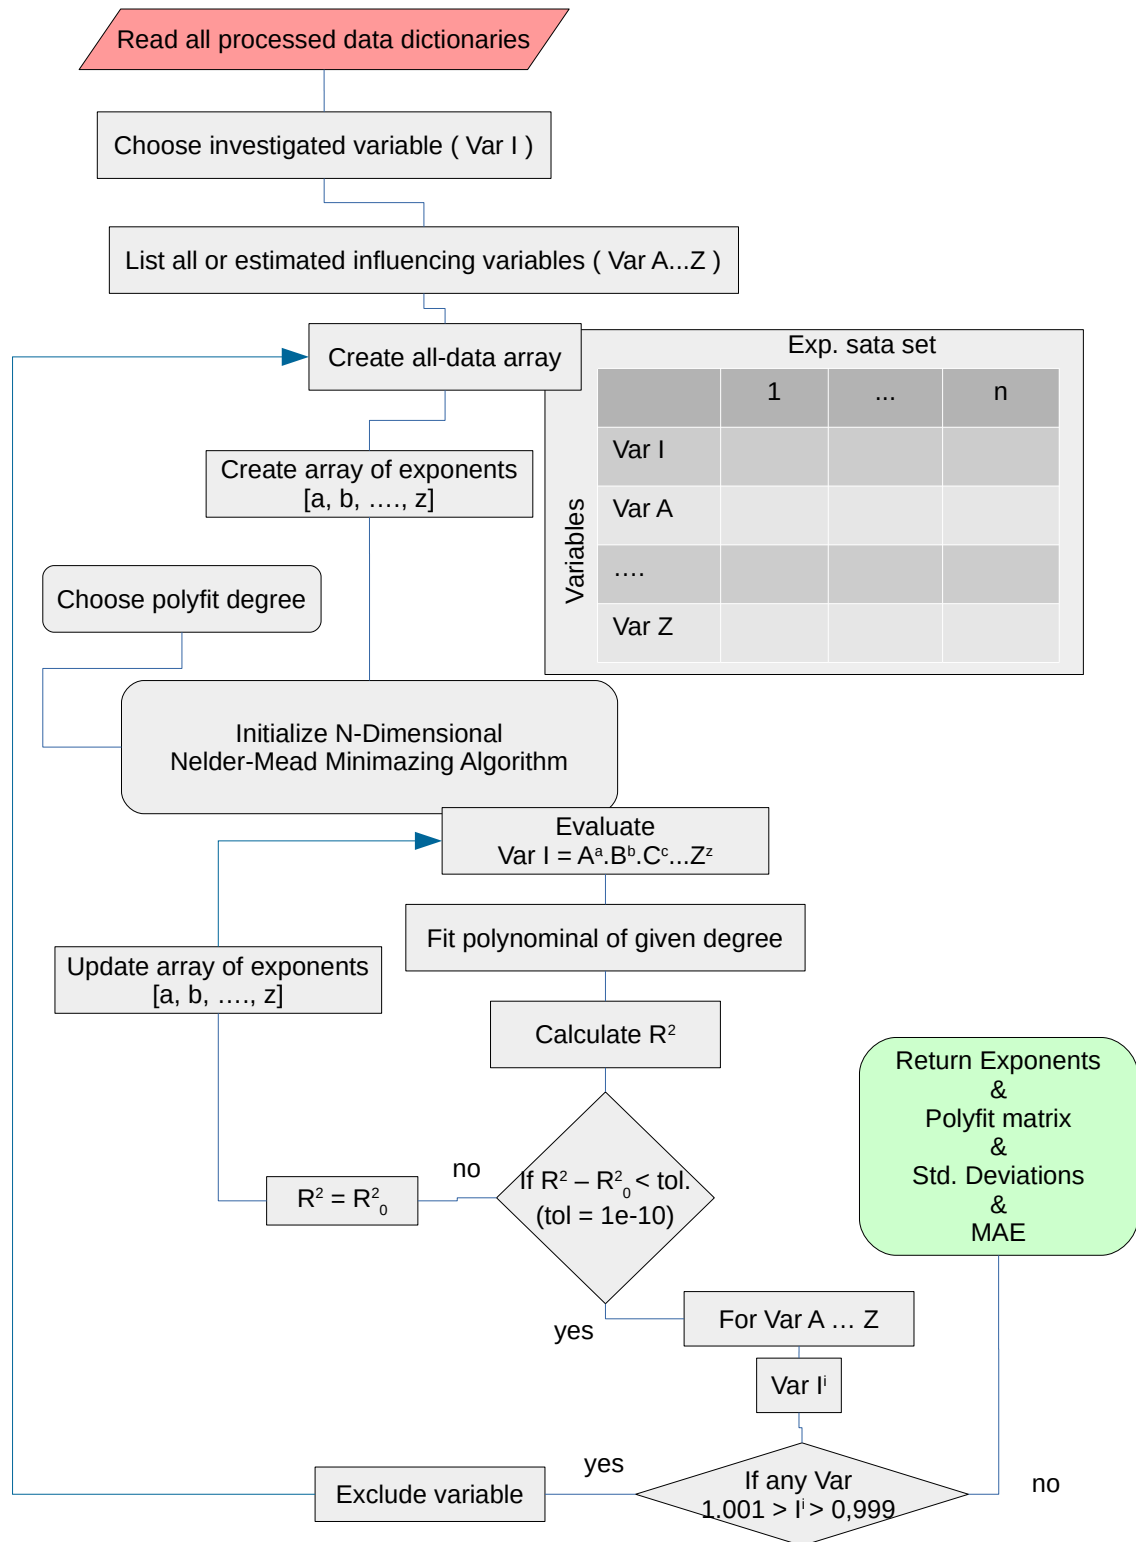 Read all processed data dictionaries
Choose investigated variable ( Var I )
List all or estimated influencing variables ( Var A...Z )
Create all-data array
Exp. sata set
1 ... n
Var I
Var A
....
Var Z
Variables
Create array of exponents
[a, b, …., z]
Choose polyfit degree
Initialize N-Dimensional
Nelder-Mead Minimazing Algorithm
Evaluate
Var I = Aᵃ.Bᵇ.Cᶜ...Zᶻ
Fit polynominal of given degree
Update array of exponents
[a, b, …., z]
Calculate R²
If R² – R²₀ < tol.
(tol = 1e-10)
no
R² = R²₀
yes
Return Exponents
&
Polyfit matrix
&
Std. Deviations
&
MAE
For Var A … Z
Var Iⁱ
If any Var
1.001 > Iⁱ > 0,999
yes
no
Exclude variable